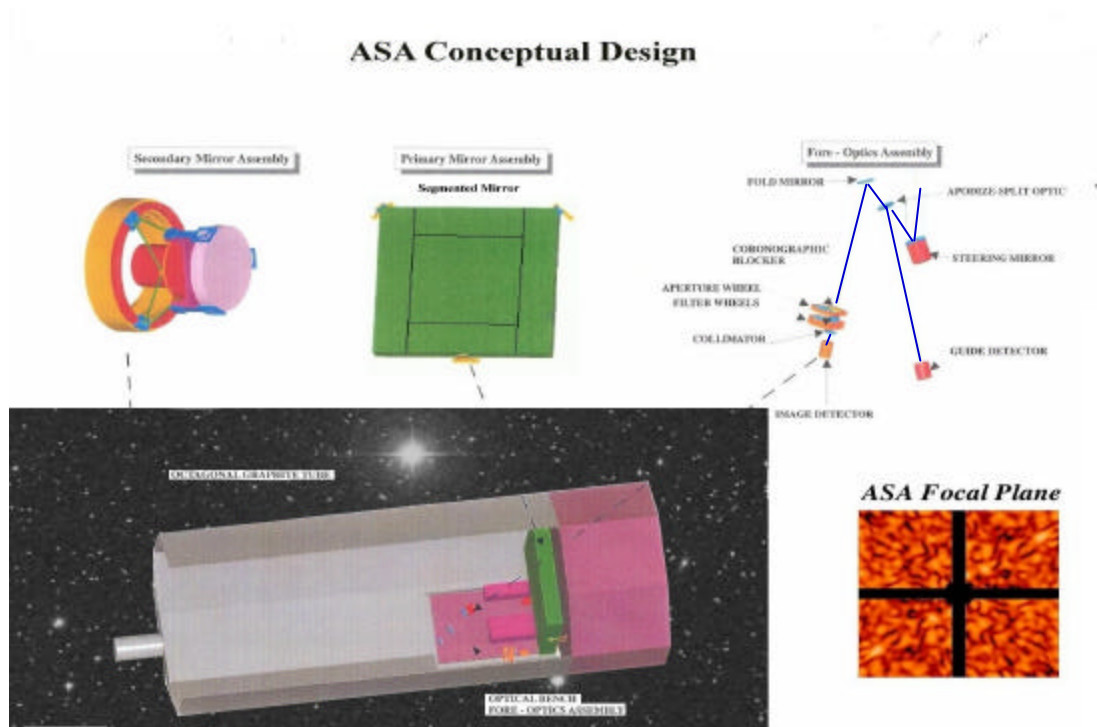 ASA Conceptual Design
Secondary Mirror Assembly
Primary Mirror Assembly
Segmented Mirror
Fore - Optics Assembly
FOLD MIRROR
APODIZE-SPLIT OPTIC
CORONOGRAPHIC
BLOCKER
STEERING MIRROR
APERTURE WHEEL
FILTER WHEELS
COLLIMATOR
GUIDE DETECTOR
IMAGE DETECTOR
OCTAGONAL GRAPHITE TUBE
ASA Focal Plane
OPTICAL BENCH
FORE - OPTICS ASSEMBLY